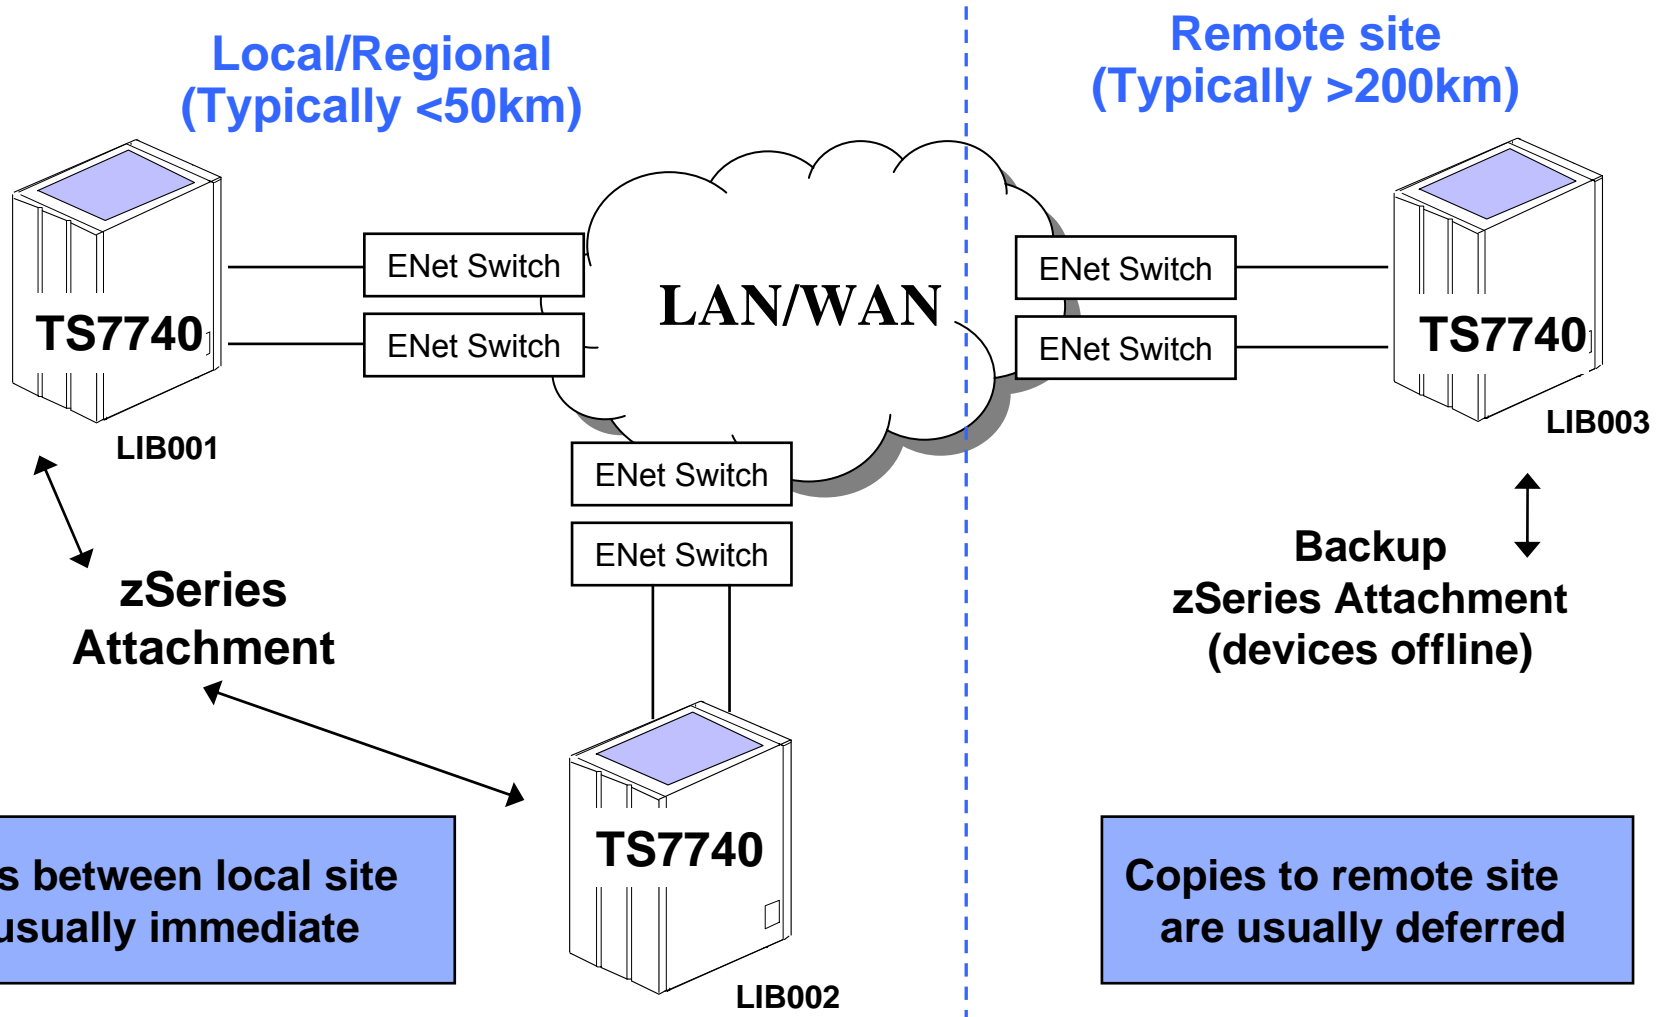 Local/Regional
(Typically <50km)
Remote site
(Typically >200km)
ENet Switch
ENet Switch
LAN/WAN
ENet Switch
ENet Switch
TS7740
LIB001
TS7740
LIB003
ENet Switch
ENet Switch
zSeries
Attachment
Backup
zSeries Attachment
(devices offline)
TS7740
LIB002
s between local site
usually immediate
Copies to remote site
are usually deferred